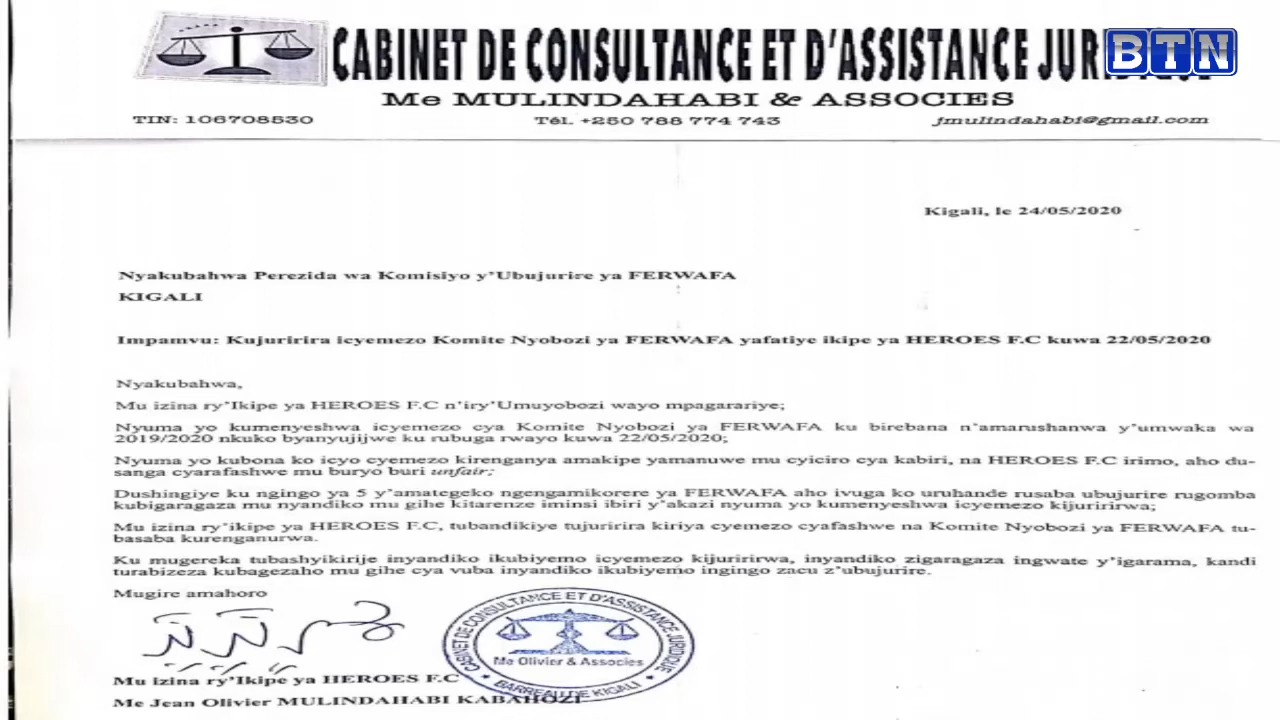 CABINET DE CONSULTANCE ET D'ASSISTANCE
BTN
Me MULINDAHABI & ASSOCIES
TIN: 106708530 Tél. +250 788 774 743 jmulindahabi@gmail.com
Kigali, le 24/05/2020
Nyakubahwa Perezida wa Komisiyo y'Ubujurire ya FERWAFA
KIGALI
Impamvu: Kujuririra icyemezo Komite Nyobozi ya FERWAFA yafatiye ikipe ya HEROES F.C kuwa 22/05/2020
Nyakubahwa,
Mu izina ry'Ikipe ya HEROES F.C n'iry'Umuyobozi wayo mpagarariye;
Nyuma yo kumenyeshwa icyemezo cya Komite Nyobozi ya FERWAFA ku birebana n'amarushanwa y'umwaka wa
2019/2020 nkuko byanyujijwe ku rubuga rwayo kuwa 22/05/2020;
Nyuma yo kubona ko icyo cyemezo kirenganya amakipe yamanuwe mu cyiciro cya kabiri, na HEROES F.C irimo, aho du-
sanga cyarafashwe mu buryo buri unfair;
Dushingiye ku ngingo ya 5 y'amategeko ngengamikorere ya FERWAFA aho ivuga ko uruhande rusaba ubujurire rugomba
kubigaragaza mu nyandiko mu gihe kitarenze iminsi ibiri y'akazi nyuma yo kumenyeshwa icyemezo kijuririrwa;
Mu izina ry'ikipe ya HEROES F.C, tubandikiye tujuririra kiriya cyemezo cyafashwe na Komite Nyobozi ya FERWAFA tu-
basaba kurenganurwa.
Ku mugereka tubashyikirije inyandiko ikubiyemo icyemezo kijuririrwa, inyandiko zigaragaza ingwate y'igarama, kandi
turabizeza kubagezaho mu gihe cya vuba inyandiko ikubiyemo ingingo zacu z'ubujurire.
Mugire amahoro
CABINET DE CONSULTANCE ET D'ASSISTANCE JURIDIQUE
Me Olivier & Associes
BARREAU DE KIGALI
Mu izina ry'Ikipe ya HEROES F.C
Me Jean Olivier MULINDAHABI KABAHOZI